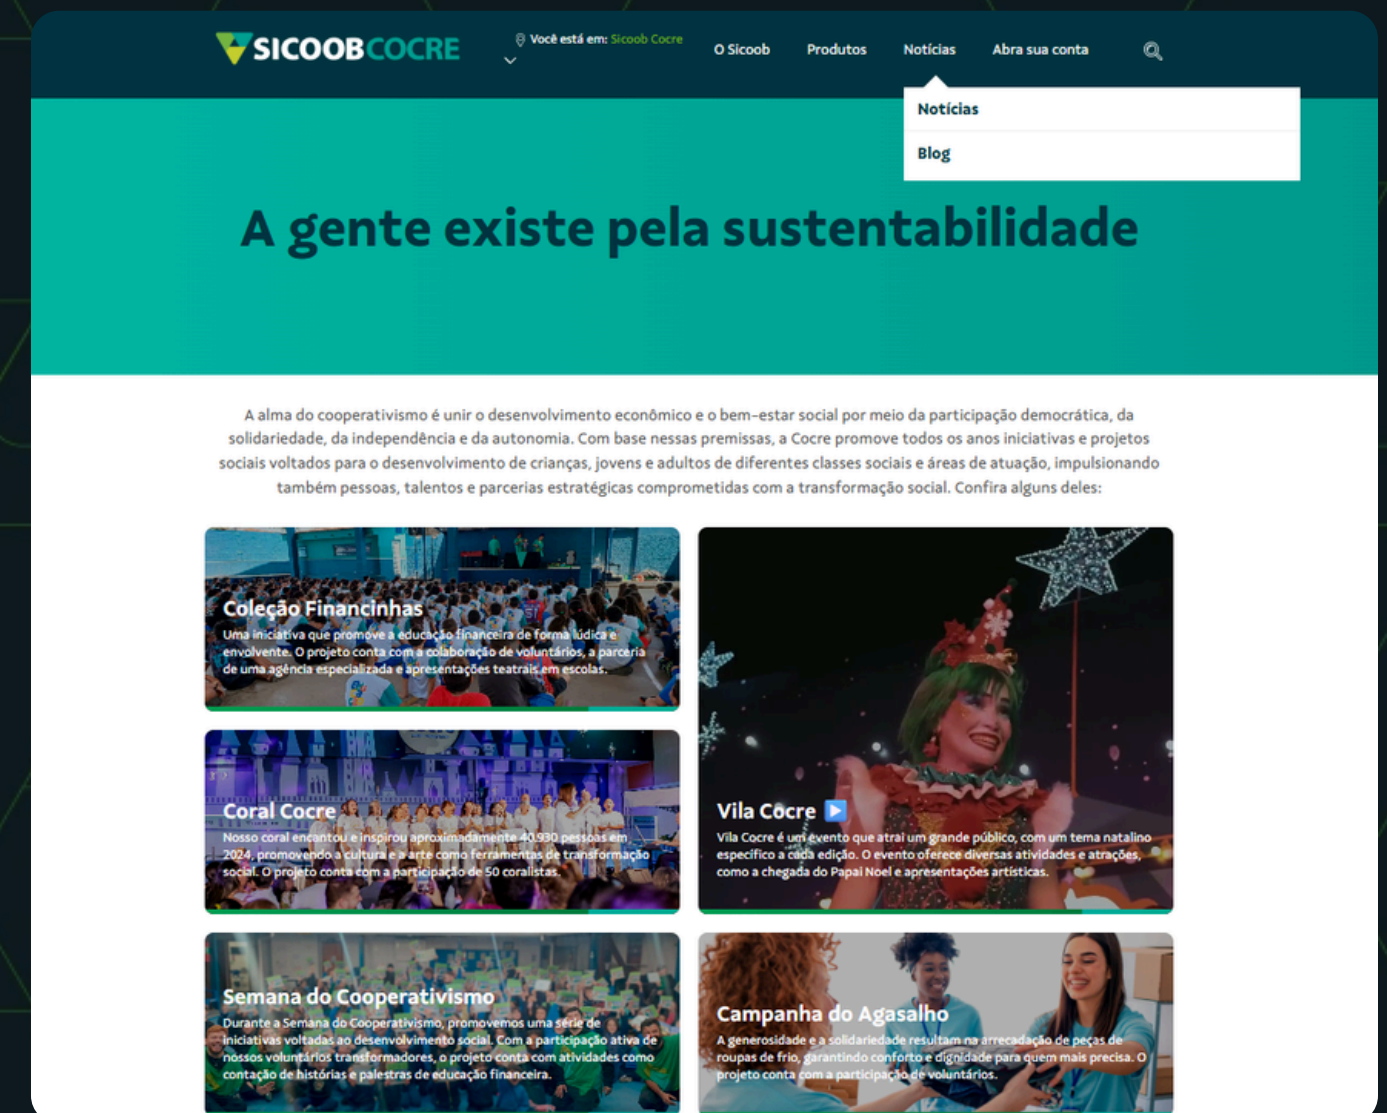 SICOOB COCRE
Você está em: Sicoob Cocre
O Sicoob
Produtos
Notícias
Abra sua conta
Notícias
Blog
A gente existe pela sustentabilidade
A alma do cooperativismo é unir o desenvolvimento econômico e o bem-estar social por meio da participação democrática, da
solidariedade, da independência e da autonomia. Com base nessas premissas, a Cocre promove todos os anos iniciativas e projetos
sociais voltados para o desenvolvimento de crianças, jovens e adultos de diferentes classes sociais e áreas de atuação, impulsionando
também pessoas, talentos e parcerias estratégicas comprometidas com a transformação social. Confira alguns deles:
Coleção Financinhas
Uma iniciativa que promove a educação financeira de forma lúdica e
envolvente. O projeto conta com a colaboração de voluntários, a parceria
de uma agência especializada e apresentações teatrais em escolas.
Coral Cocre
Nosso coral encantou e inspirou aproximadamente 40.930 pessoas em
2024, promovendo a cultura e a arte como ferramentas de transformação
social. O projeto conta com a participação de 50 coralistas.
Vila Cocre
Vila Cocre é um evento que atrai um grande público, com um tema natalino
específico a cada edição. O evento oferece diversas atividades e atrações,
como a chegada do Papai Noel e apresentações artísticas.
Semana do Cooperativismo
Durante a Semana do Cooperativismo, promovemos uma série de
iniciativas voltadas ao desenvolvimento social. Com a participação ativa de
nossos voluntários transformadores, o projeto conta com atividades como
contação de histórias e palestras de educação financeira.
Campanha do Agasalho
A generosidade e a solidariedade resultam na arrecadação de peças de
roupas de frio, garantindo conforto e dignidade para quem mais precisa. O
projeto conta com a participação de voluntários.